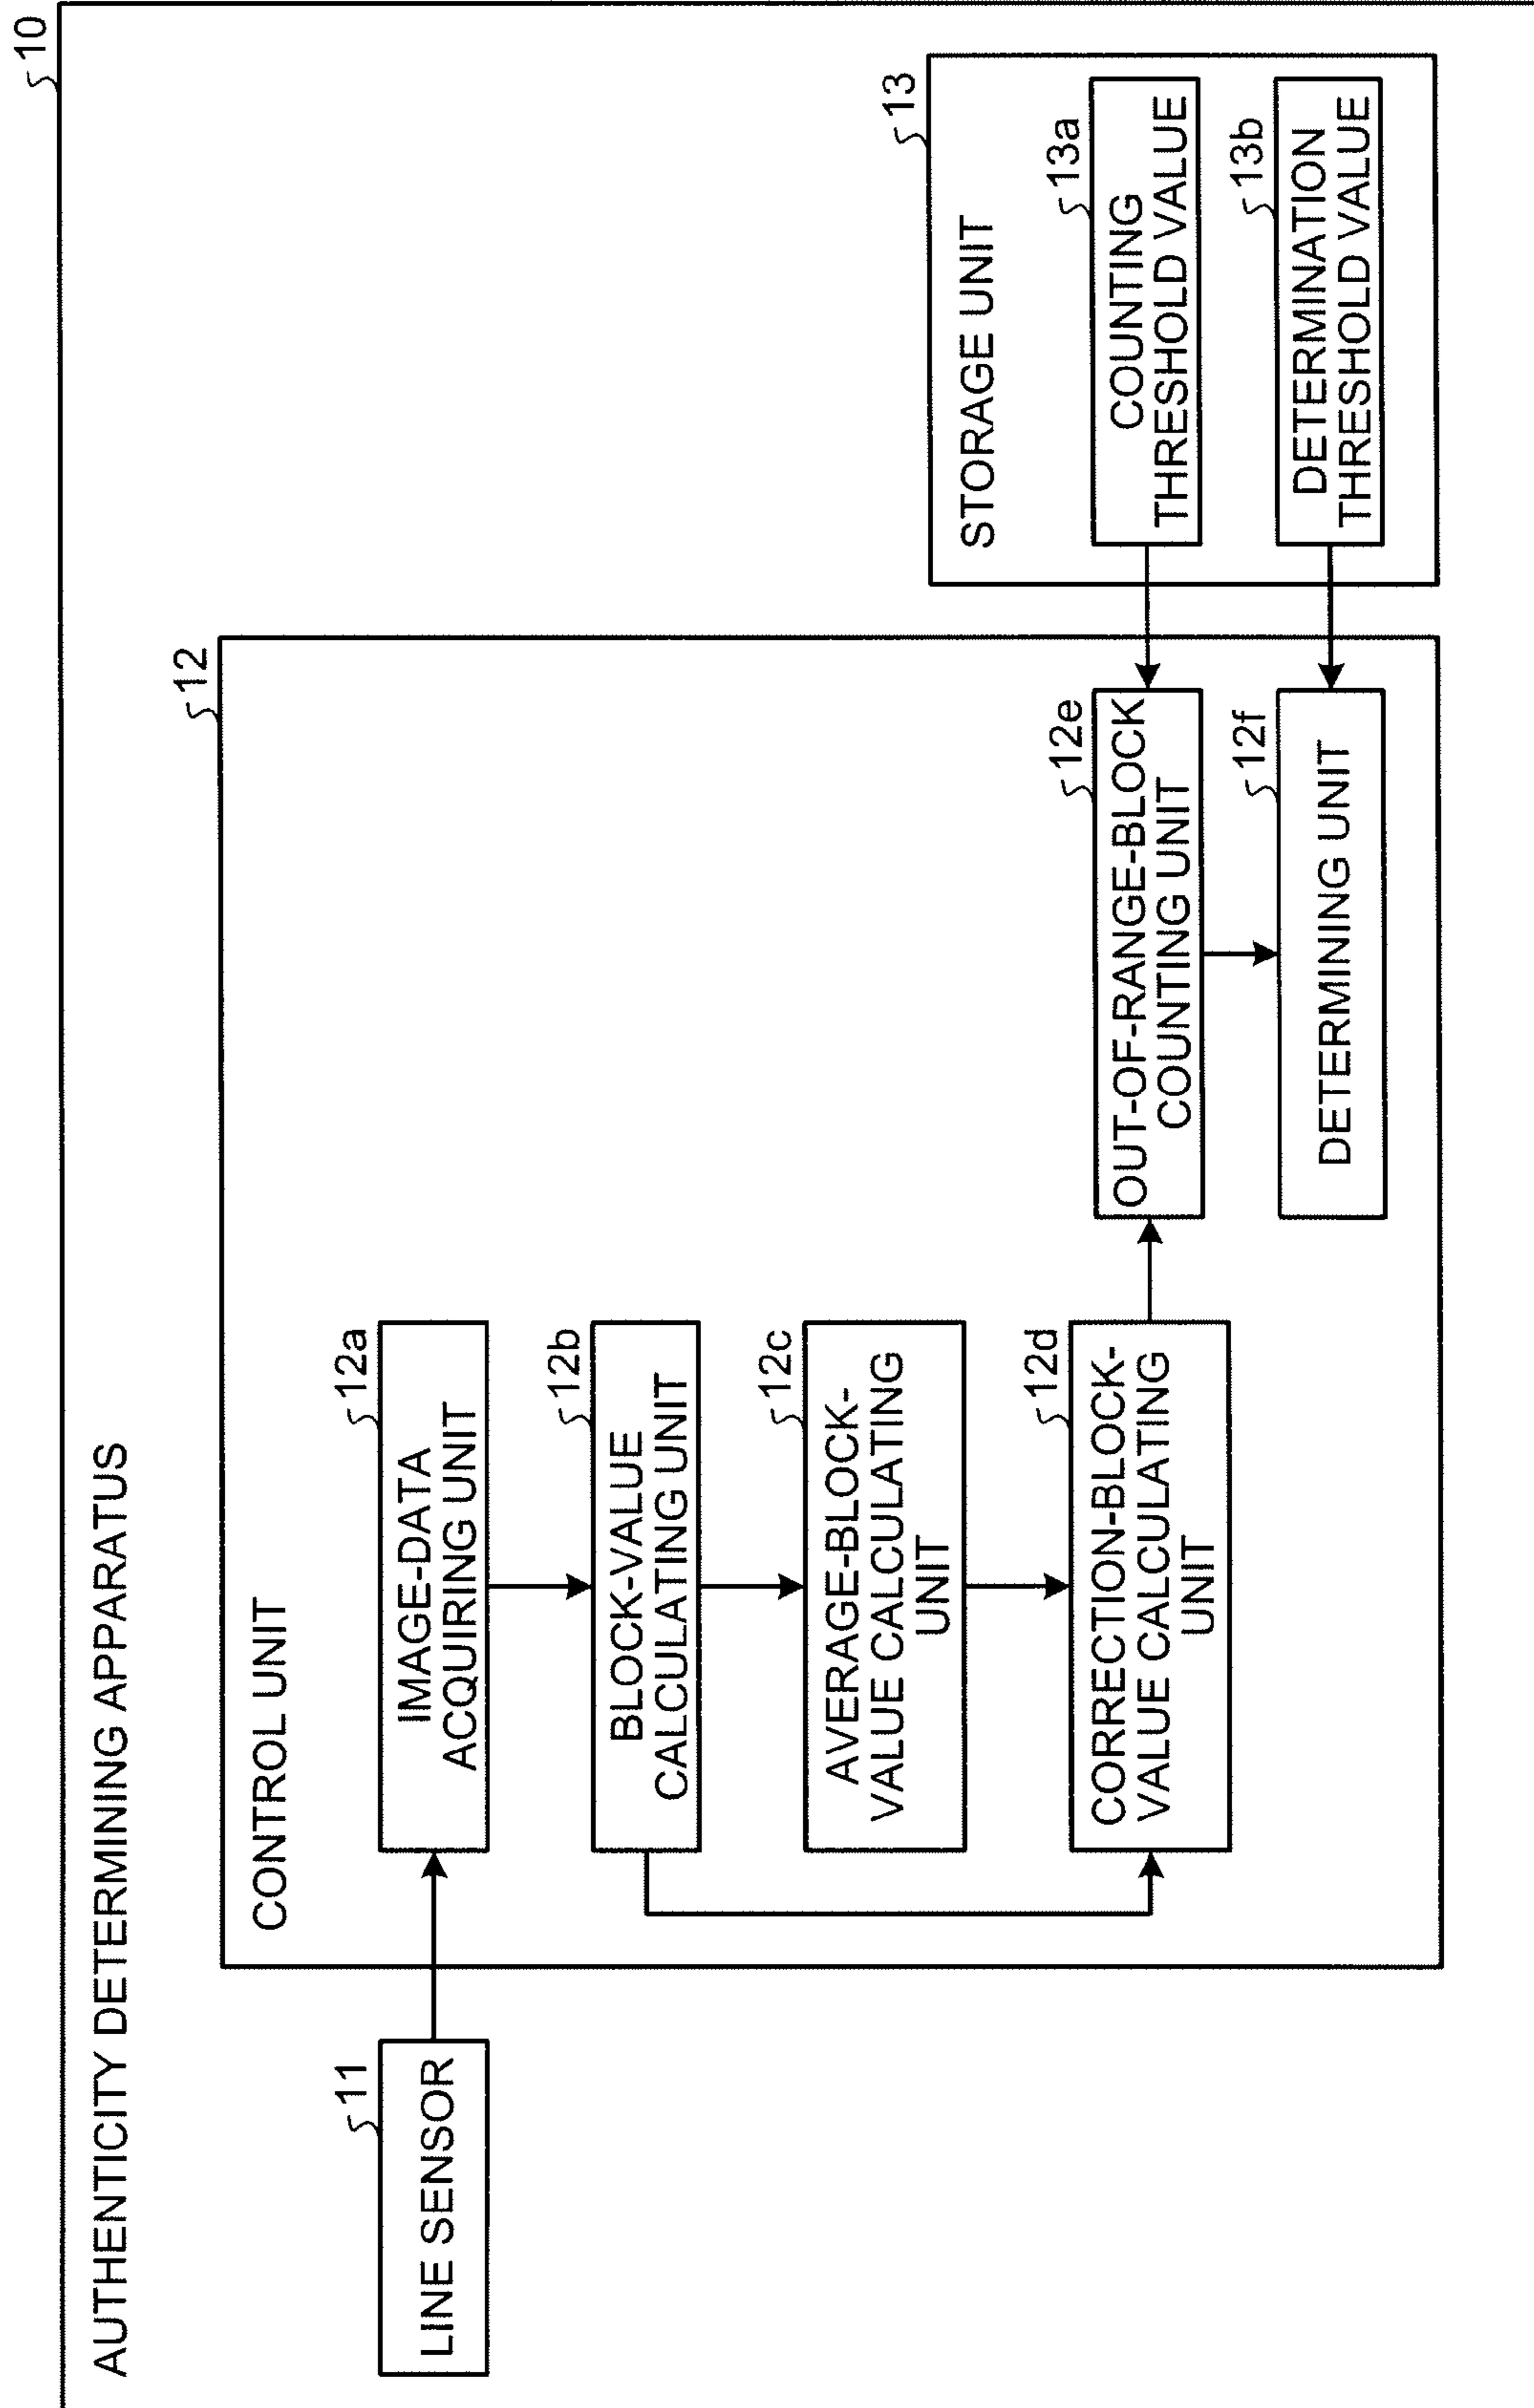 10
AUTHENTICITY DETERMINING APPARATUS
12
CONTROL UNIT
11
LINE SENSOR
12a
IMAGE-DATA
ACQUIRING UNIT
12b
BLOCK-VALUE
CALCULATING UNIT
12c
AVERAGE-BLOCK-
VALUE CALCULATING
UNIT
12d
CORRECTION-BLOCK-
VALUE CALCULATING
UNIT
12e
OUT-OF-RANGE-BLOCK
COUNTING UNIT
12f
DETERMINING UNIT
13
STORAGE UNIT
13a
COUNTING
THRESHOLD VALUE
13b
DETERMINATION
THRESHOLD VALUE